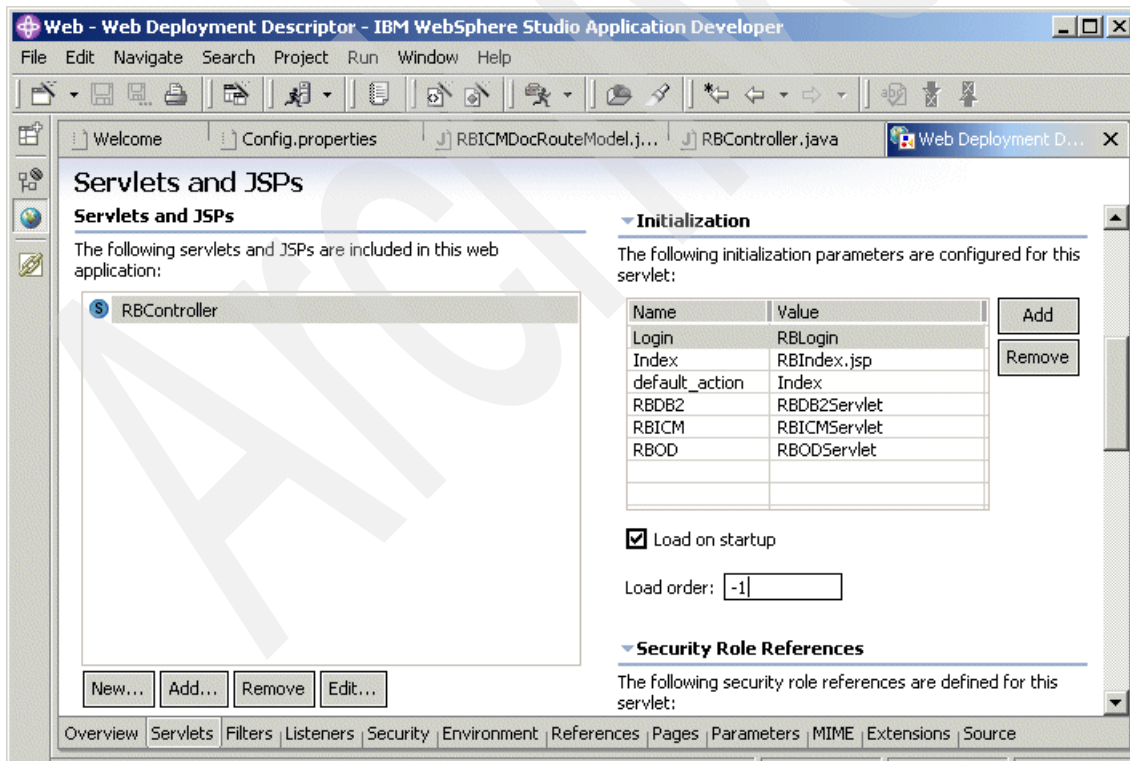 Web - Web Deployment Descriptor - IBM WebSphere Studio Application Developer
File Edit Navigate Search Project Run Window Help
Welcome Config.properties RBICMDocRouteModel.j... RBController.java Web Deployment D...
Servlets and JSPs
Servlets and JSPs
The following servlets and JSPs are included in this web
application:
S RBController
New... Add... Remove Edit...
Initialization
The following initialization parameters are configured for this
servlet:
Name Value
Login RBLogin
Index RBIndex.jsp
default_action Index
RBDB2 RBDB2Servlet
RBICM RBICMServlet
RBOD RBODServlet
Add
Remove
Load on startup
Load order: -1
Security Role References
The following security role references are defined for this
servlet:
Overview Servlets Filters Listeners Security Environment References Pages Parameters MIME Extensions Source